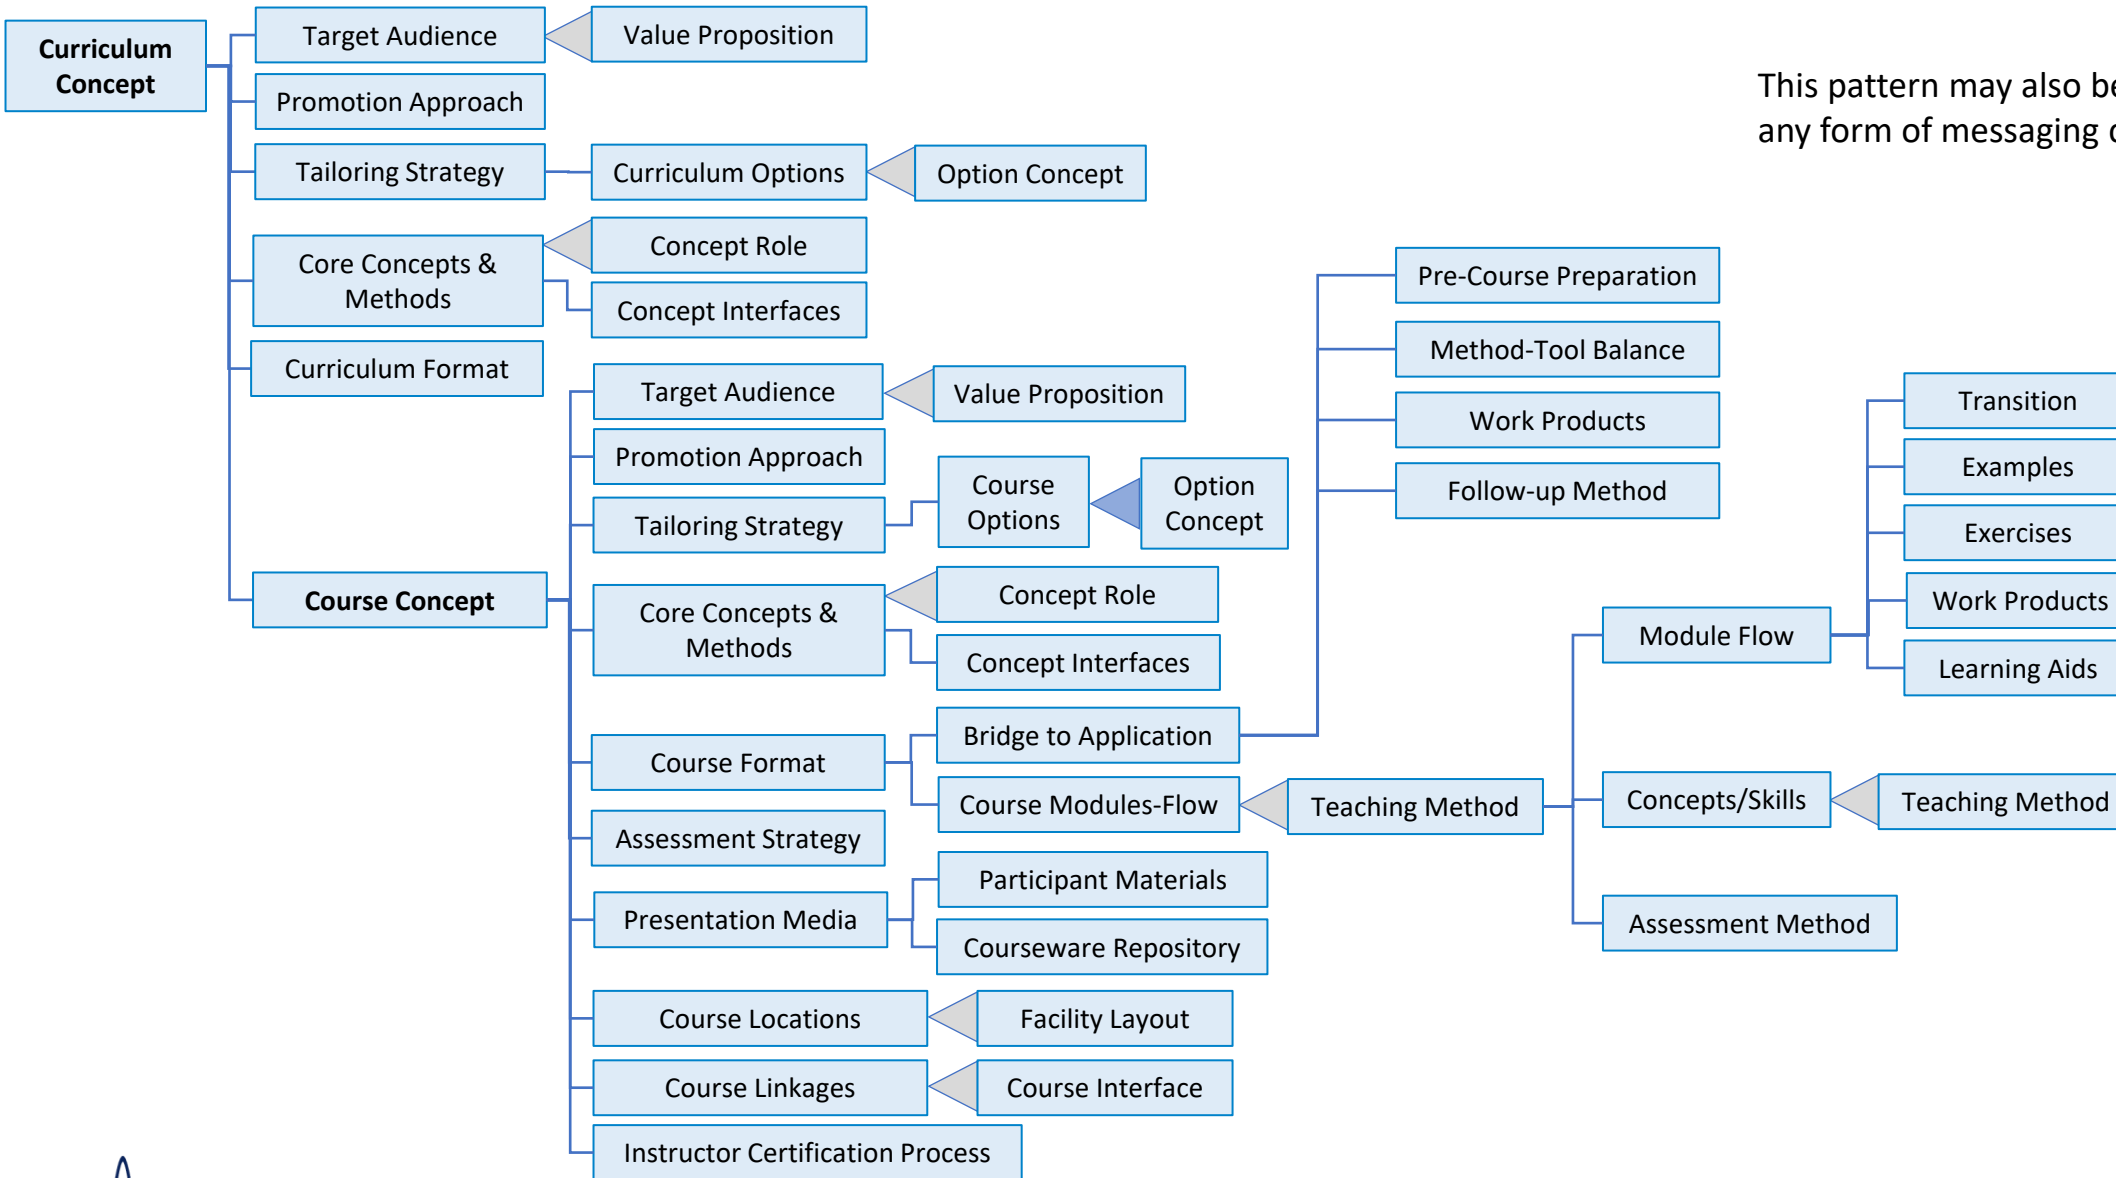 Curriculum
Concept
Target Audience
Value Proposition
Promotion Approach
Tailoring Strategy
Curriculum Options
Option Concept
Core Concepts &
Methods
Concept Role
Concept Interfaces
Curriculum Format
Course Concept
Target Audience
Value Proposition
Promotion Approach
Tailoring Strategy
Course
Options
Option
Concept
Core Concepts &
Methods
Concept Role
Concept Interfaces
Course Format
Bridge to Application
Course Modules-Flow
Assessment Strategy
Presentation Media
Participant Materials
Courseware Repository
Course Locations
Facility Layout
Course Linkages
Course Interface
Instructor Certification Process
Pre-Course Preparation
Method-Tool Balance
Work Products
Follow-up Method
Teaching Method
Module Flow
Transition
Examples
Exercises
Work Products
Learning Aids
Concepts/Skills
Teaching Method
Assessment Method
This pattern may also be
any form of messaging